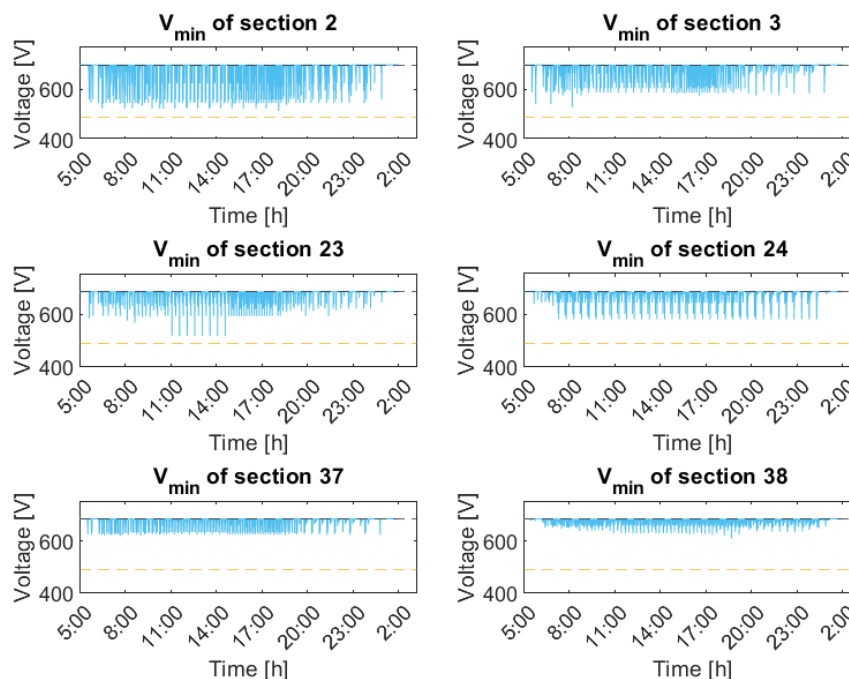 V_min of section 2
Voltage [V]
600
400
5:00 8:00 11:00 14:00 17:00 20:00 23:00 2:00
Time [h]
V_min of section 3
Voltage [V]
600
400
5:00 8:00 11:00 14:00 17:00 20:00 23:00 2:00
Time [h]
V_min of section 23
Voltage [V]
600
400
5:00 8:00 11:00 14:00 17:00 20:00 23:00 2:00
Time [h]
V_min of section 24
Voltage [V]
600
400
5:00 8:00 11:00 14:00 17:00 20:00 23:00 2:00
Time [h]
V_min of section 37
Voltage [V]
600
400
5:00 8:00 11:00 14:00 17:00 20:00 23:00 2:00
Time [h]
V_min of section 38
Voltage [V]
600
400
5:00 8:00 11:00 14:00 17:00 20:00 23:00 2:00
Time [h]